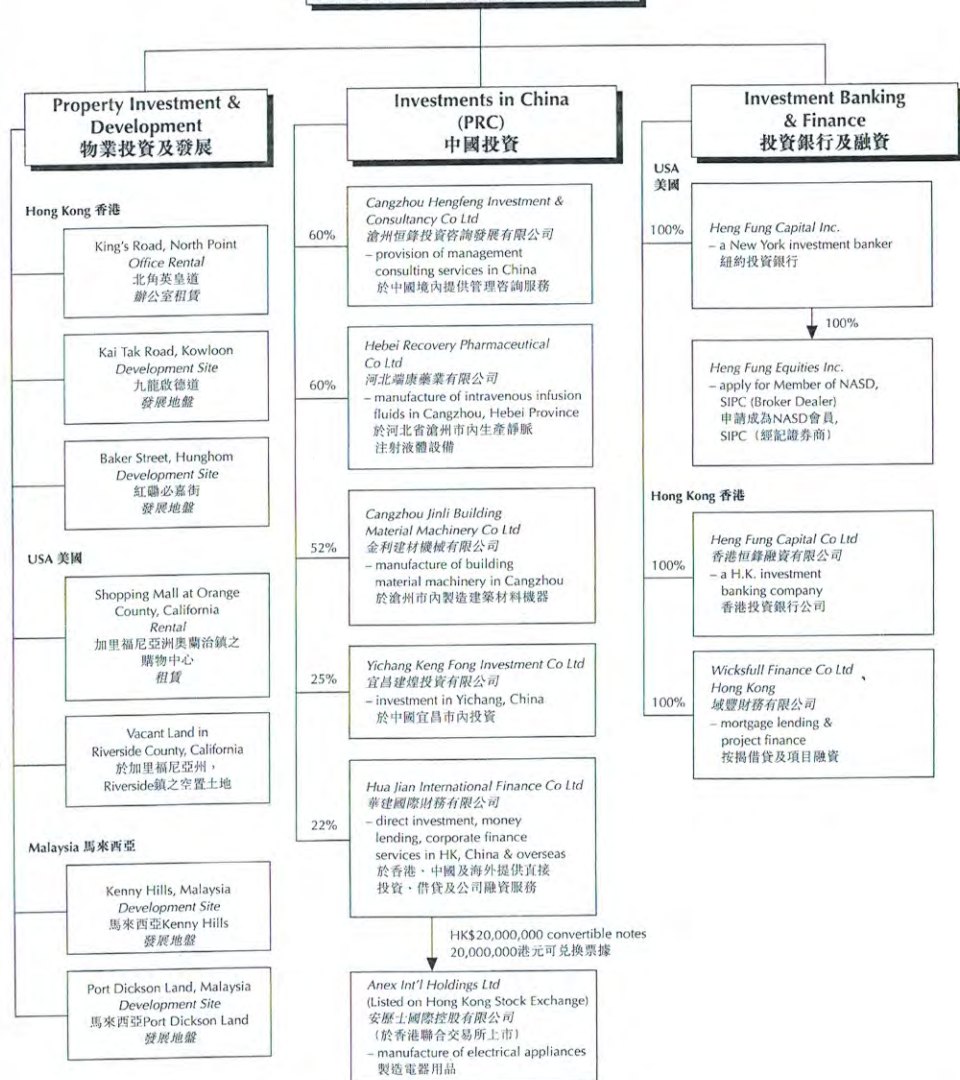 Property Investment &
Development
物業投資及發展
Hong Kong 香港
King's Road, North Point
Office Rental
北角英皇道
辦公室租賃
Kai Tak Road, Kowloon
Development Site
九龍啟德道
發展地盤
Baker Street, Hunghom
Development Site
紅磡必嘉街
發展地盤
USA 美國
Shopping Mall at Orange
County, California
Rental
加里福尼亞洲奧蘭治鎮之
購物中心
租賃
Vacant Land in
Riverside County, California
於加里福尼亞州，
Riverside鎮之空置土地
Malaysia 馬來西亞
Kenny Hills, Malaysia
Development Site
馬來西亞Kenny Hills
發展地盤
Port Dickson Land, Malaysia
Development Site
馬來西亞Port Dickson Land
發展地盤
Investments in China
(PRC)
中國投資
60%
Cangzhou Hengfeng Investment &
Consultancy Co Ltd
滄州恒鋒投資咨詢發展有限公司
– provision of management
consulting services in China
於中國境內提供管理咨詢服務
60%
Hebei Recovery Pharmaceutical
Co Ltd
河北瑞康藥業有限公司
– manufacture of intravenous infusion
fluids in Cangzhou, Hebei Province
於河北省滄州市內生產靜脈
注射液體設備
52%
Cangzhou Jinli Building
Material Machinery Co Ltd
金利建材機械有限公司
– manufacture of building
material machinery in Cangzhou
於滄州市內製造建築材料機器
25%
Yichang Keng Fong Investment Co Ltd
宜昌建煌投資有限公司
– investment in Yichang, China
於中國宜昌市內投資
22%
Hua Jian International Finance Co Ltd
華建國際財務有限公司
– direct investment, money
lending, corporate finance
services in HK, China & overseas
於香港、中國及海外提供直接
投資、借貸及公司融資服務
HK$20,000,000 convertible notes
20,000,000港元可兌換票據
Anex Int'l Holdings Ltd
(Listed on Hong Kong Stock Exchange)
安歷士國際控股有限公司
（於香港聯合交易所上市）
– manufacture of electrical appliances
製造電器用品
Investment Banking
& Finance
投資銀行及融資
USA
美國
100%
Heng Fung Capital Inc.
– a New York investment banker
紐約投資銀行
100%
Heng Fung Equities Inc.
– apply for Member of NASD,
SIPC (Broker Dealer)
申請成為NASD會員，
SIPC（經記證券商）
Hong Kong 香港
100%
Heng Fung Capital Co Ltd
香港恒鋒融資有限公司
– a H.K. investment
banking company
香港投資銀行公司
100%
Wicksfull Finance Co Ltd
Hong Kong
域豐財務有限公司
– mortgage lending &
project finance
按揭借貸及項目融資